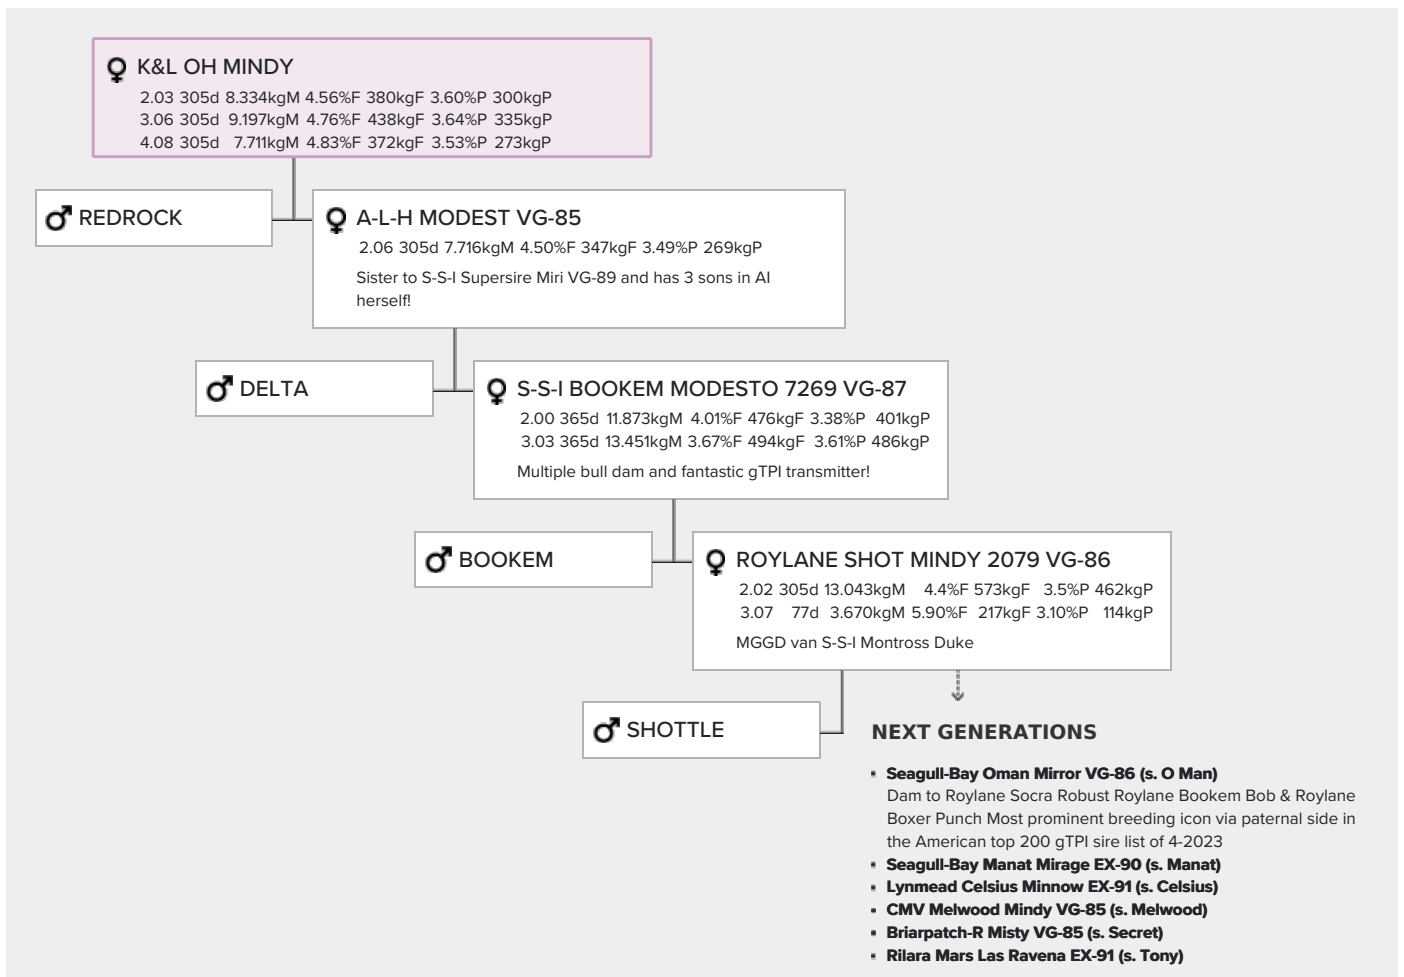 K&L OH MINDY
2.03 305d 8.334kgM 4.56%F 380kgF 3.60%P 300kgP
3.06 305d 9.197kgM 4.76%F 438kgF 3.64%P 335kgP
4.08 305d 7.711kgM 4.83%F 372kgF 3.53%P 273kgP
REDROCK
A-L-H MODEST VG-85
2.06 305d 7.716kgM 4.50%F 347kgF 3.49%P 269kgP
Sister to S-S-I Supersire Miri VG-89 and has 3 sons in AI
herself!
DELTA
S-S-I BOOKEM MODESTO 7269 VG-87
2.00 365d 11.873kgM 4.01%F 476kgF 3.38%P 401kgP
3.03 365d 13.451kgM 3.67%F 494kgF 3.61%P 486kgP
Multiple bull dam and fantastic gTPI transmitter!
BOOKEM
ROYLANE SHOT MINDY 2079 VG-86
2.02 305d 13.043kgM 4.4%F 573kgF 3.5%P 462kgP
3.07 77d 3.670kgM 5.90%F 217kgF 3.10%P 114kgP
MGGD van S-S-I Montross Duke
SHOTTLE
NEXT GENERATIONS
▪ Seagull-Bay Oman Mirror VG-86 (s. O Man)
Dam to Roylane Socra Robust Roylane Bookem Bob & Roylane
Boxer Punch Most prominent breeding icon via paternal side in
the American top 200 gTPI sire list of 4-2023
▪ Seagull-Bay Manat Mirage EX-90 (s. Manat)
▪ Lynmead Celsius Minnow EX-91 (s. Celsius)
▪ CMV Melwood Mindy VG-85 (s. Melwood)
▪ Briarpatch-R Misty VG-85 (s. Secret)
▪ Rilara Mars Las Ravena EX-91 (s. Tony)